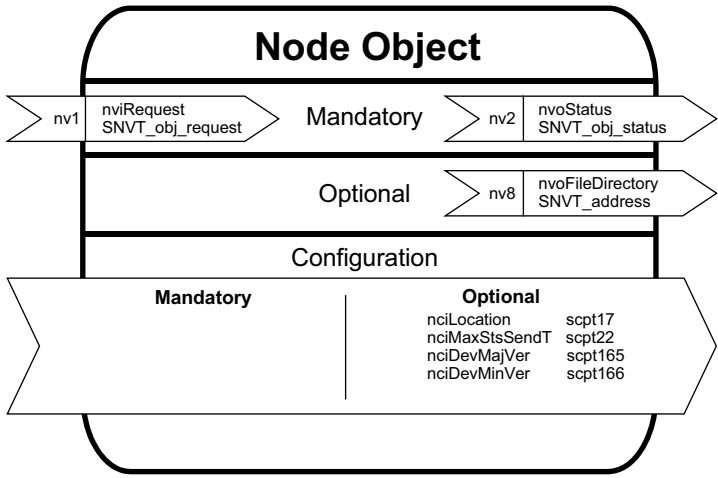 Node Object
nv1 nviRequest
SNVT_obj_request
Mandatory
nv2 nvoStatus
SNVT_obj_status
Optional
nv8 nvoFileDirectory
SNVT_address
Configuration
Mandatory
Optional
nciLocation scpt17
nciMaxStsSendT scpt22
nciDevMajVer scpt165
nciDevMinVer scpt166